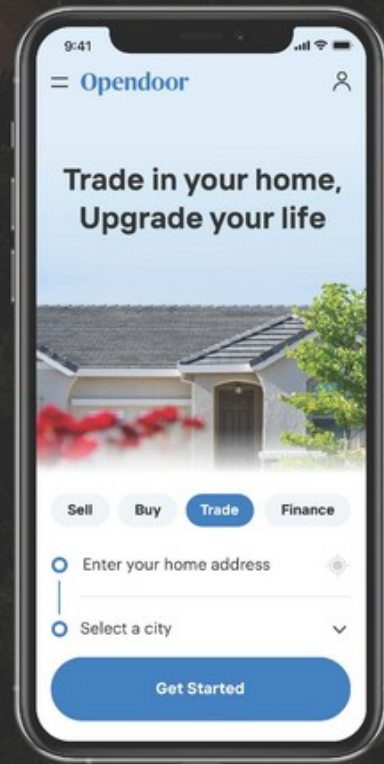 9:41
Opendoor
Trade in your home,
Upgrade your life
Sell Buy Trade Finance
Enter your home address
Select a city
Get Started